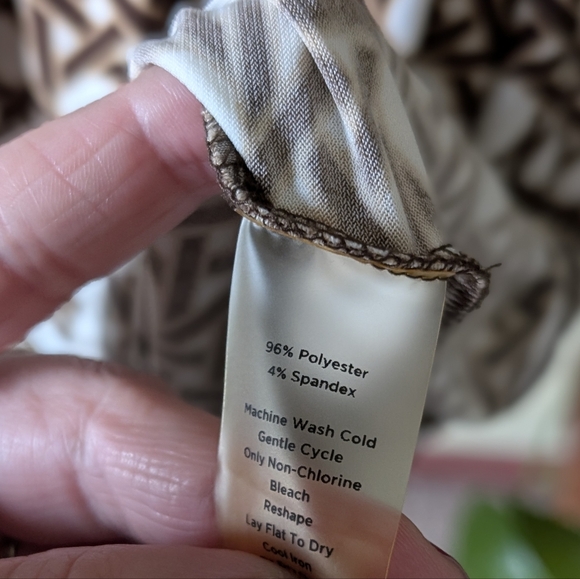 96% Polyester
4% Spandex
Machine Wash Cold
Gentle Cycle
Only Non-Chlorine
Bleach
Reshape
Lay Flat To Dry
Cool Iron